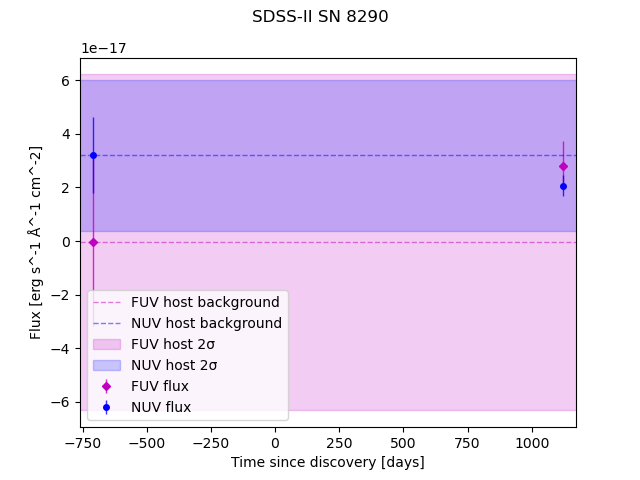 SDSS-II SN 8290
1e−17
6
4
2
0
−2
−4
−6
Flux [erg s^-1 Å^-1 cm^-2]
FUV host background
NUV host background
FUV host 2σ
NUV host 2σ
FUV flux
NUV flux
−750 −500 −250 0 250 500 750 1000
Time since discovery [days]